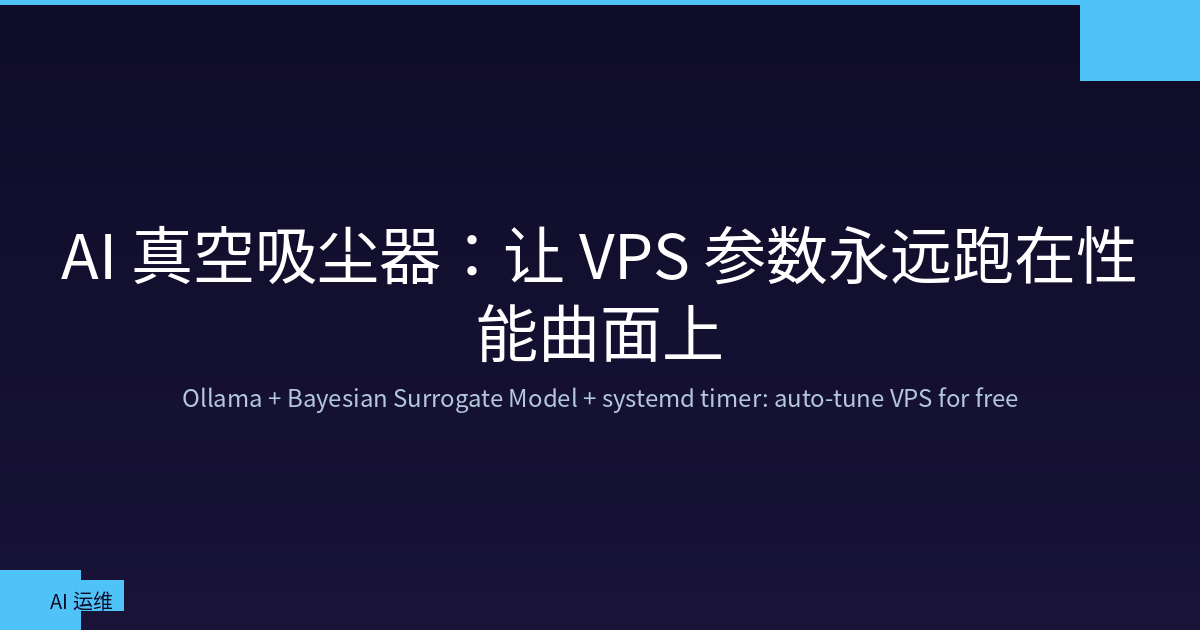 AI 真空吸尘器：让 VPS 参数永远跑在性
能曲面上
Ollama + Bayesian Surrogate Model + systemd timer: auto-tune VPS for free
AI 运维